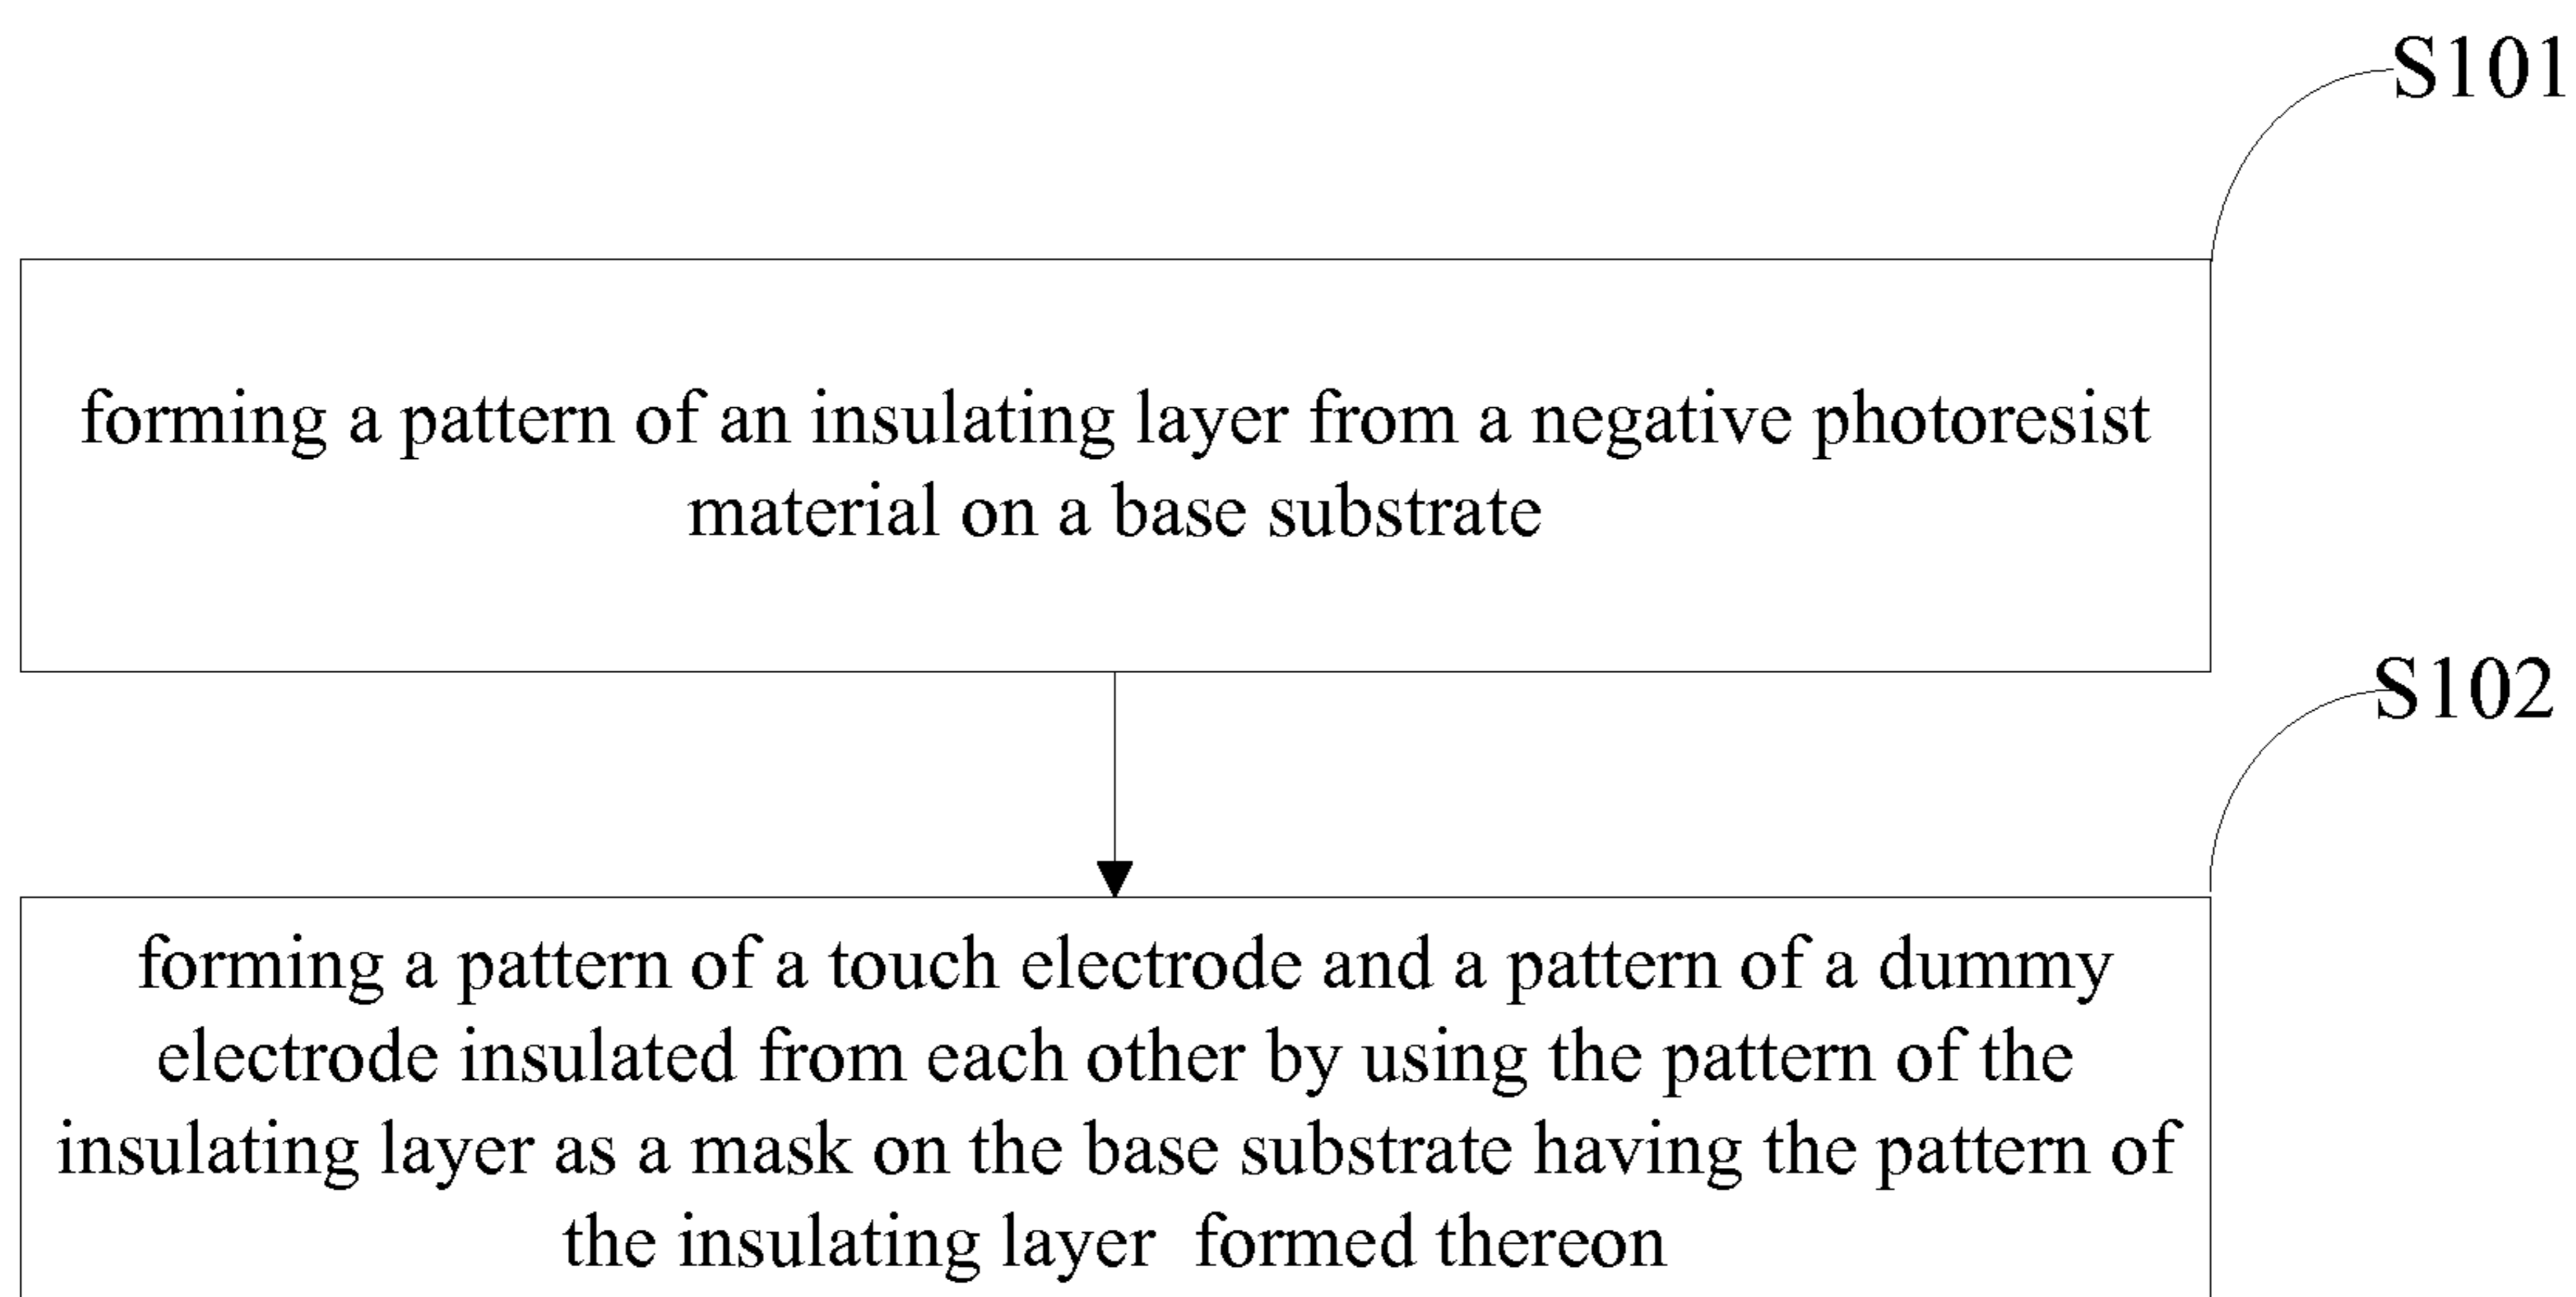 S101
forming a pattern of an insulating layer from a negative photoresist
material on a base substrate
S102
forming a pattern of a touch electrode and a pattern of a dummy
electrode insulated from each other by using the pattern of the
insulating layer as a mask on the base substrate having the pattern of
the insulating layer  formed thereon